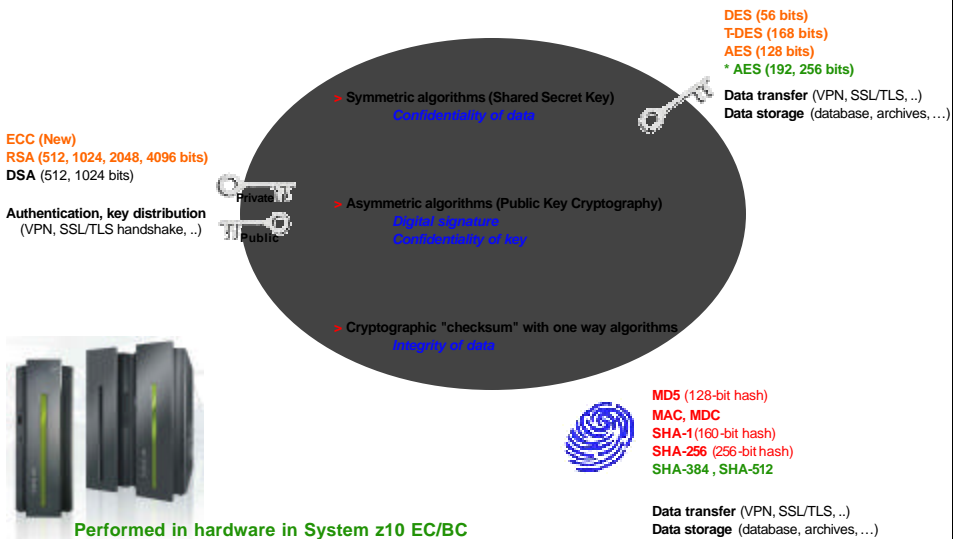 DES (56 bits)
T-DES (168 bits)
AES (128 bits)
* AES (192, 256 bits)
Data transfer (VPN, SSL/TLS, ..)
Data storage (database, archives, …)
> Symmetric algorithms (Shared Secret Key)
Confidentiality of data
ECC (New)
RSA (512, 1024, 2048, 4096 bits)
DSA (512, 1024 bits)
Authentication, key distribution
(VPN, SSL/TLS handshake, ..)
Private
Public
> Asymmetric algorithms (Public Key Cryptography)
Digital signature
Confidentiality of key
> Cryptographic "checksum" with one way algorithms
Integrity of data
MD5 (128-bit hash)
MAC, MDC
SHA-1(160-bit hash)
SHA-256 (256-bit hash)
SHA-384 , SHA-512
Data transfer (VPN, SSL/TLS, ..)
Data storage (database, archives, …)
Performed in hardware in System z10 EC/BC